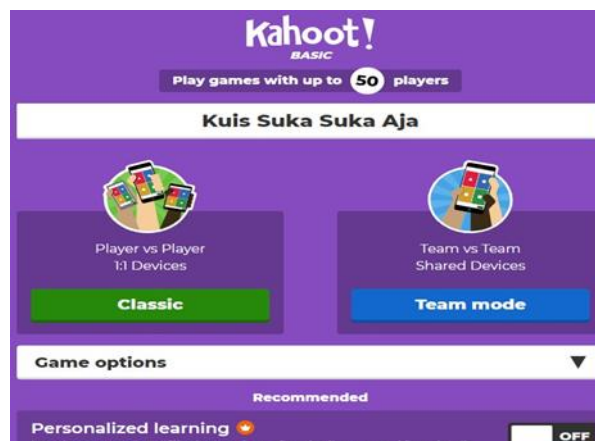 Kahoot!
BASIC
Play games with up to 50 players
Kuis Suka Suka Aja
Player vs Player
1:1 Devices
Classic
Team vs Team
Shared Devices
Team mode
Game options
Recommended
Personalized learning
OFF